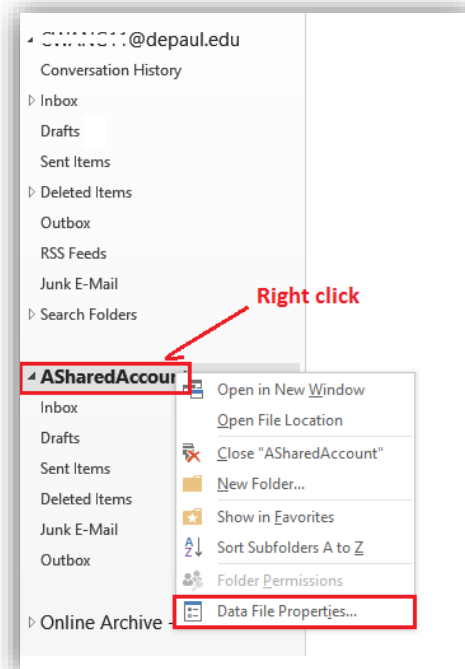 @depaul.edu
Conversation History
Inbox
Drafts
Sent Items
Deleted Items
Outbox
RSS Feeds
Junk E-Mail
Right click
Search Folders
ASharedAccoun
Open in New Window
Inbox
Open File Location
Drafts
Close "ASharedAccount"
Sent Items
New Folder...
Deleted Items
Show in Favorites
Junk E-Mail
Sort Subfolders A to Z
Outbox
Folder Permissions
Data File Properties...
Online Archive -